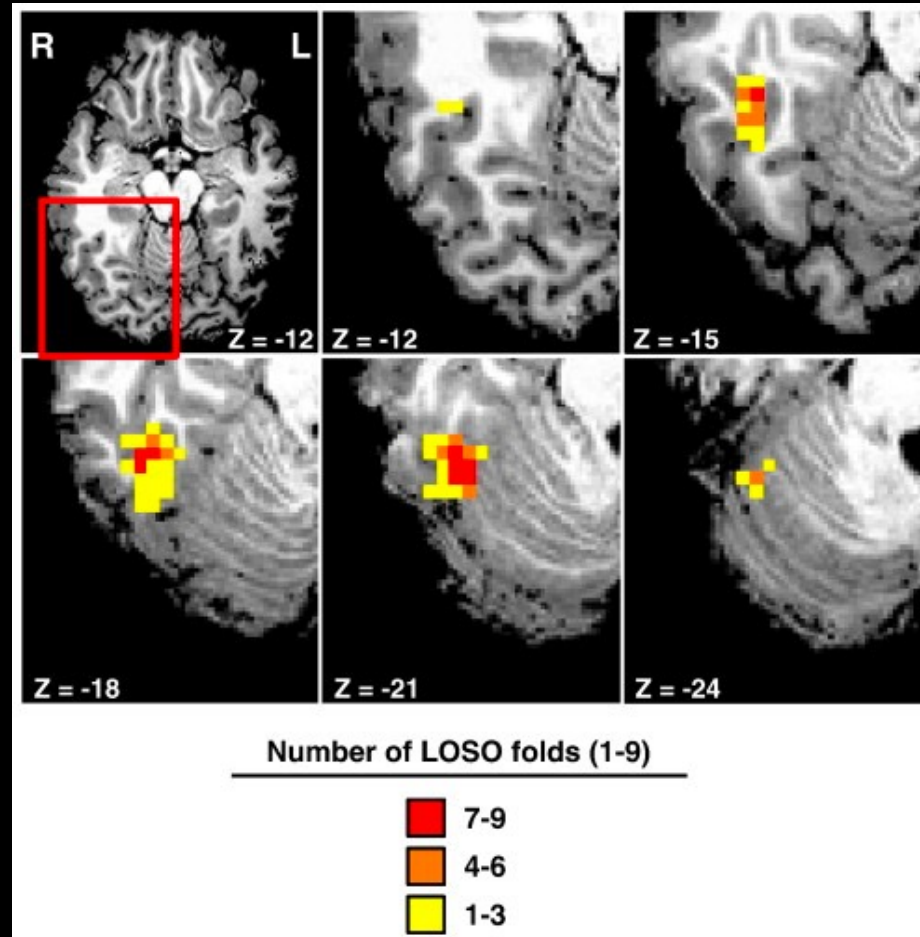 R
L
Z = -12
Z = -12
Z = -15
Z = -18
Z = -21
Z = -24
Number of LOSO folds (1-9)
7-9
4-6
1-3